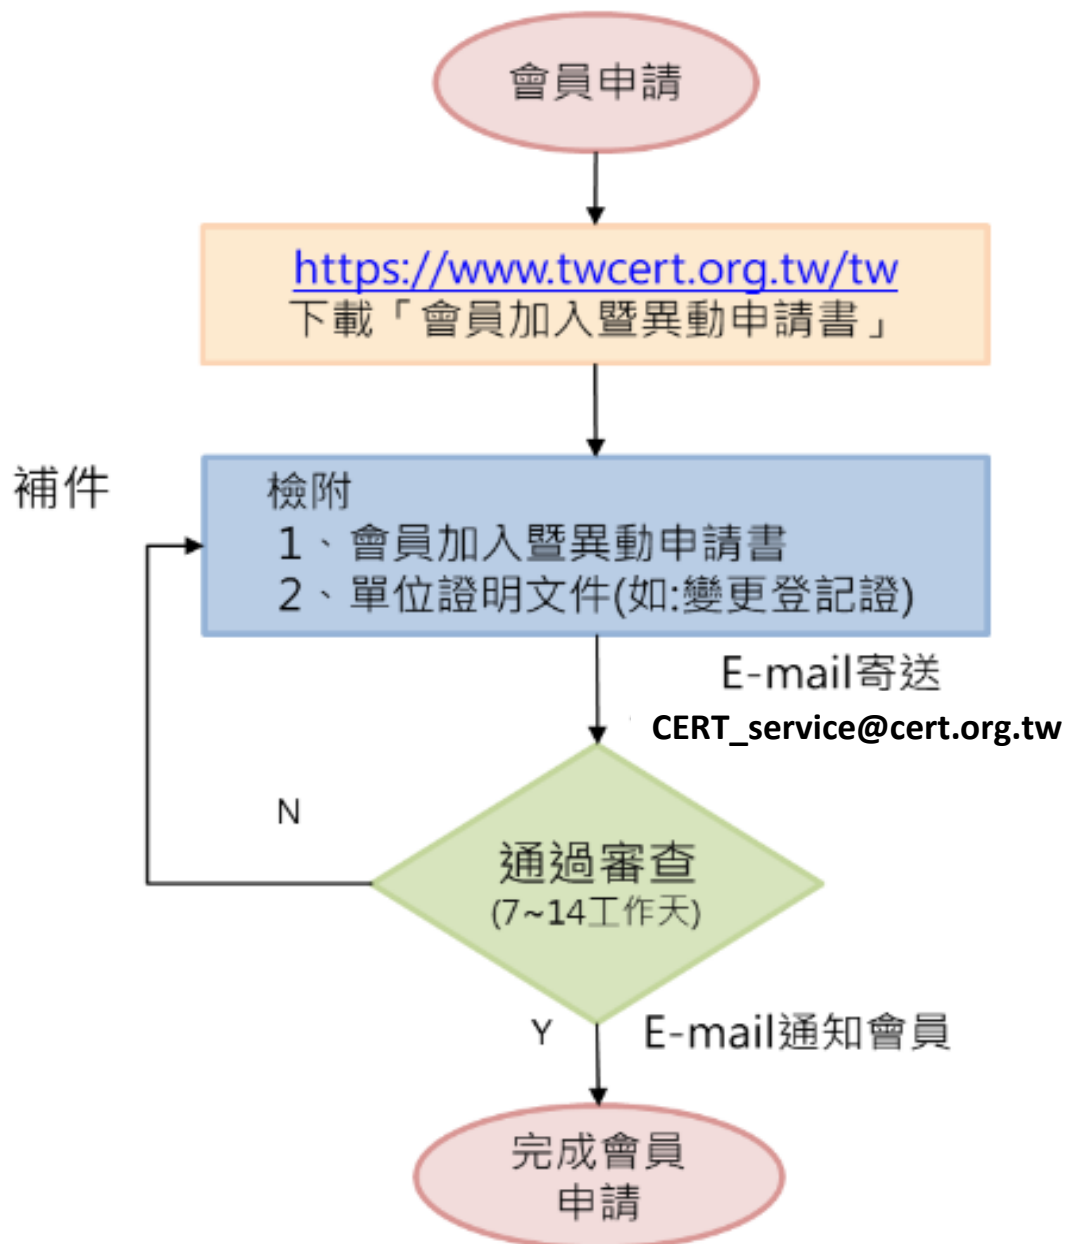 會員申請
https://www.twcert.org.tw/tw
下載「會員加入暨異動申請書」
補件
檢附
1、會員加入暨異動申請書
2、單位證明文件(如:變更登記證)
E-mail寄送
CERT_service@cert.org.tw
N
通過審查
(7~14工作天)
Y
E-mail通知會員
完成會員
申請